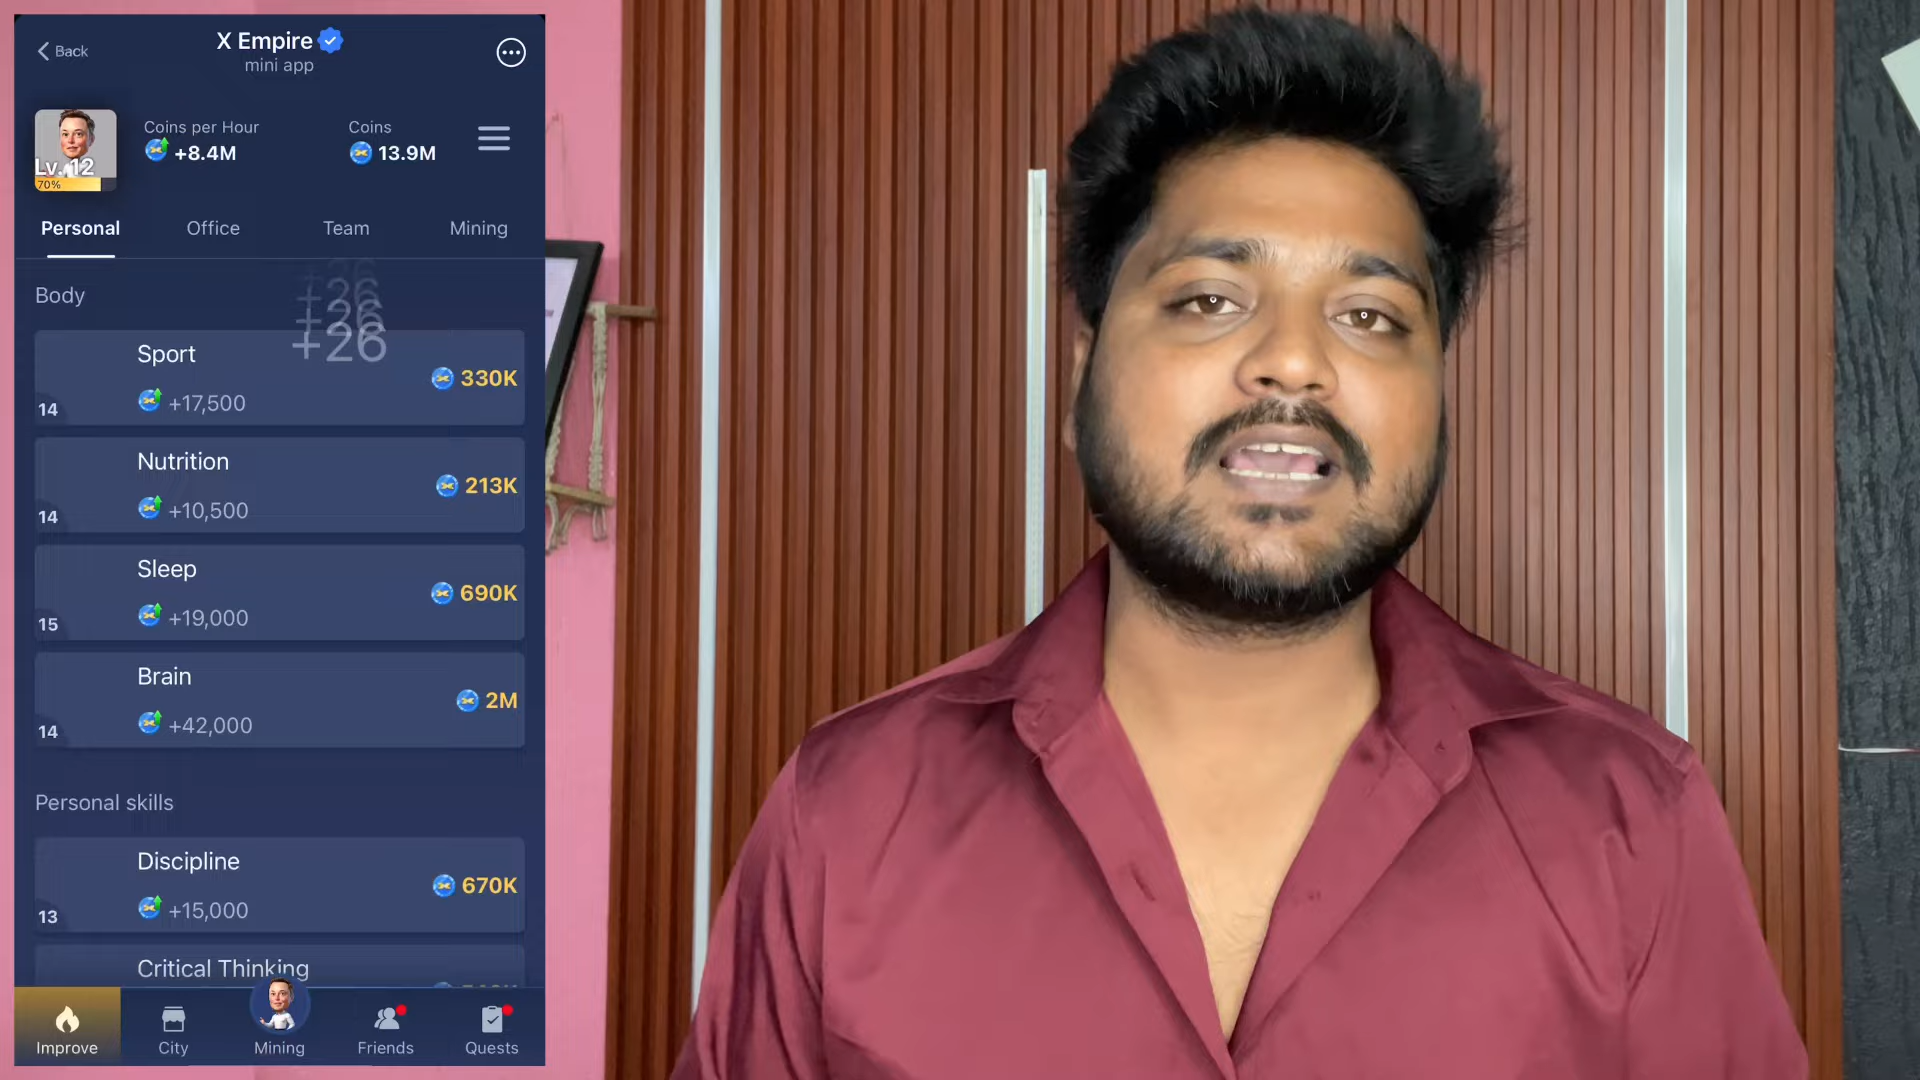 Back
X Empire
mini app
Lv. 12
70%
Coins per Hour
+8.4M
Coins
13.9M
Personal Office Team Mining
Body
+26
+26
+26
Sport
330K
+17,500
14
Nutrition
213K
+10,500
14
Sleep
690K
+19,000
15
Brain
2M
+42,000
14
Personal skills
Discipline
670K
+15,000
13
Critical Thinking
Improve City Mining Friends Quests